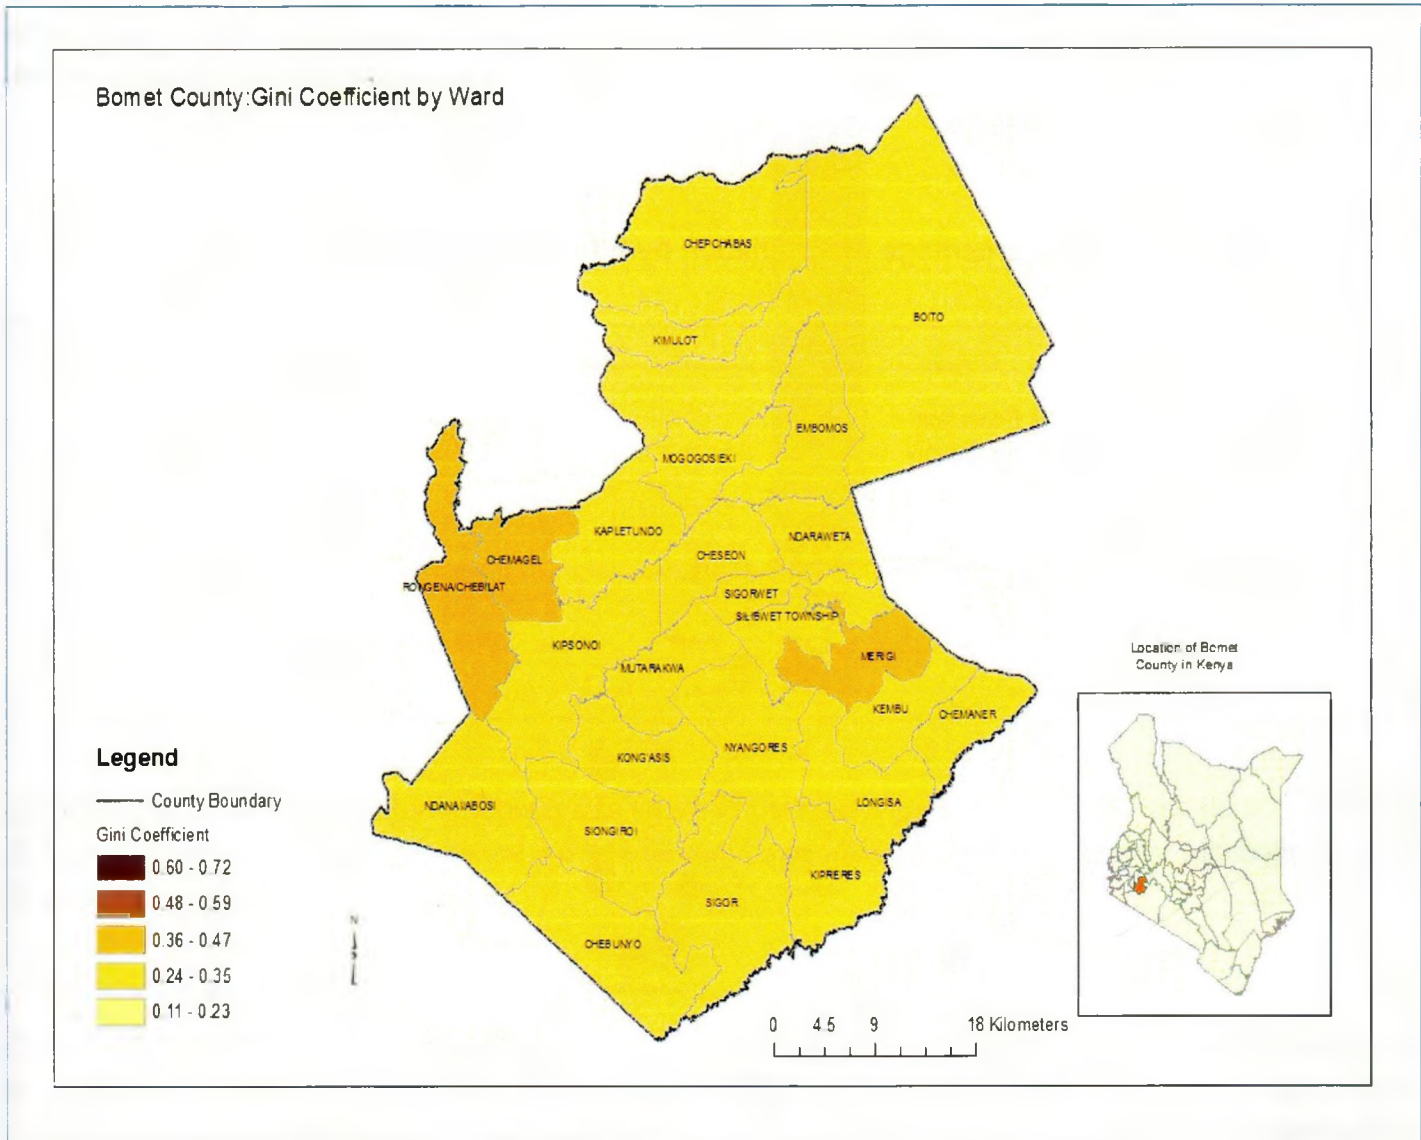 Bomet County:Gini Coefficient by Ward
CHEPCHABAS
BOITO
KIMULOT
EMBOMOS
MOGOGOSIEKI
KAPLETUNDO
NDARAWETA
CHESEON
CHEMAGEL
RONGENA/CHEBILAT
SIGORWET
SILIBWET TOWNSHIP
KIPSONOI
MERIGI
MUTARAKWA
KEMBU
CHEMANER
NYANGORES
KONG'ASIS
LONGISA
NDANAI/ABOSI
SIONGIROI
KIPRERES
SIGOR
CHEBUNYO
Location of Bomet
County in Kenya
Legend
County Boundary
Gini Coefficient
0.60 - 0.72
0.48 - 0.59
0.36 - 0.47
0.24 - 0.35
0.11 - 0.23
N
0 4.5 9 18 Kilometers